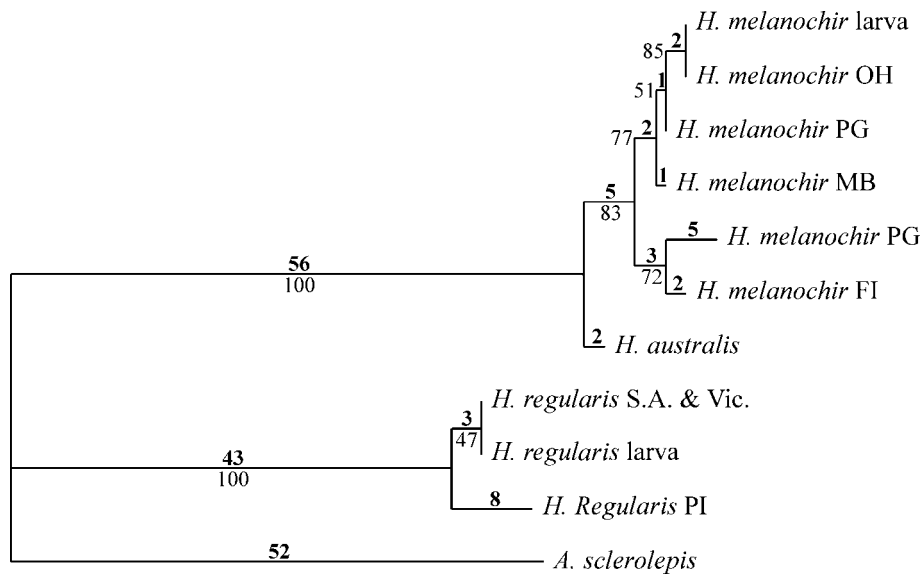 H. melanochir larva
2
85
H. melanochir OH
1
51
2
77
H. melanochir PG
1
H. melanochir MB
5
83
5
H. melanochir PG
3
72
2
H. melanochir FI
56
100
2
H. australis
H. regularis S.A. & Vic.
3
47
H. regularis larva
43
100
8
H. Regularis PI
52
A. sclerolepis